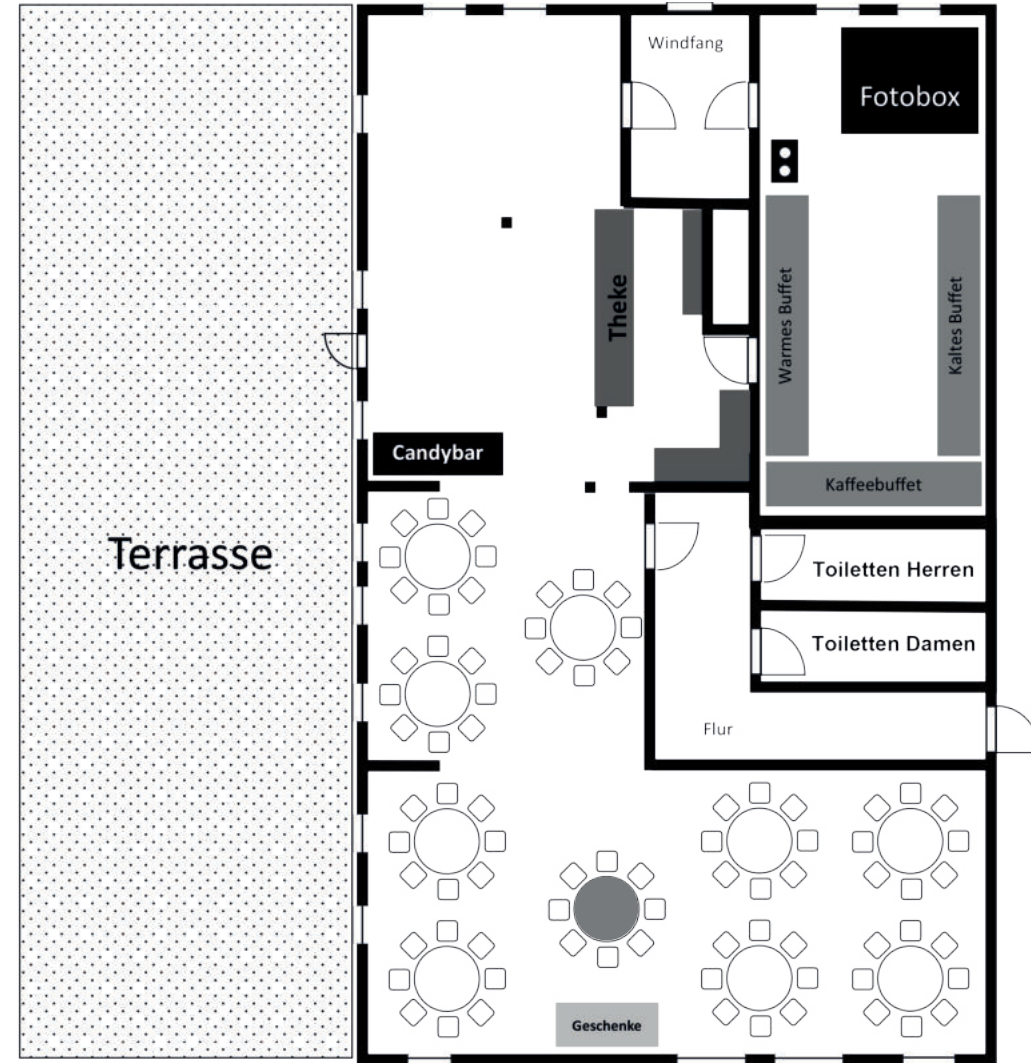 Windfang
Fotobox
Theke
Warmes Buffet
Kaltes Buffet
Candybar
Kaffeebuffet
Terrasse
Toiletten Herren
Toiletten Damen
Flur
Geschenke